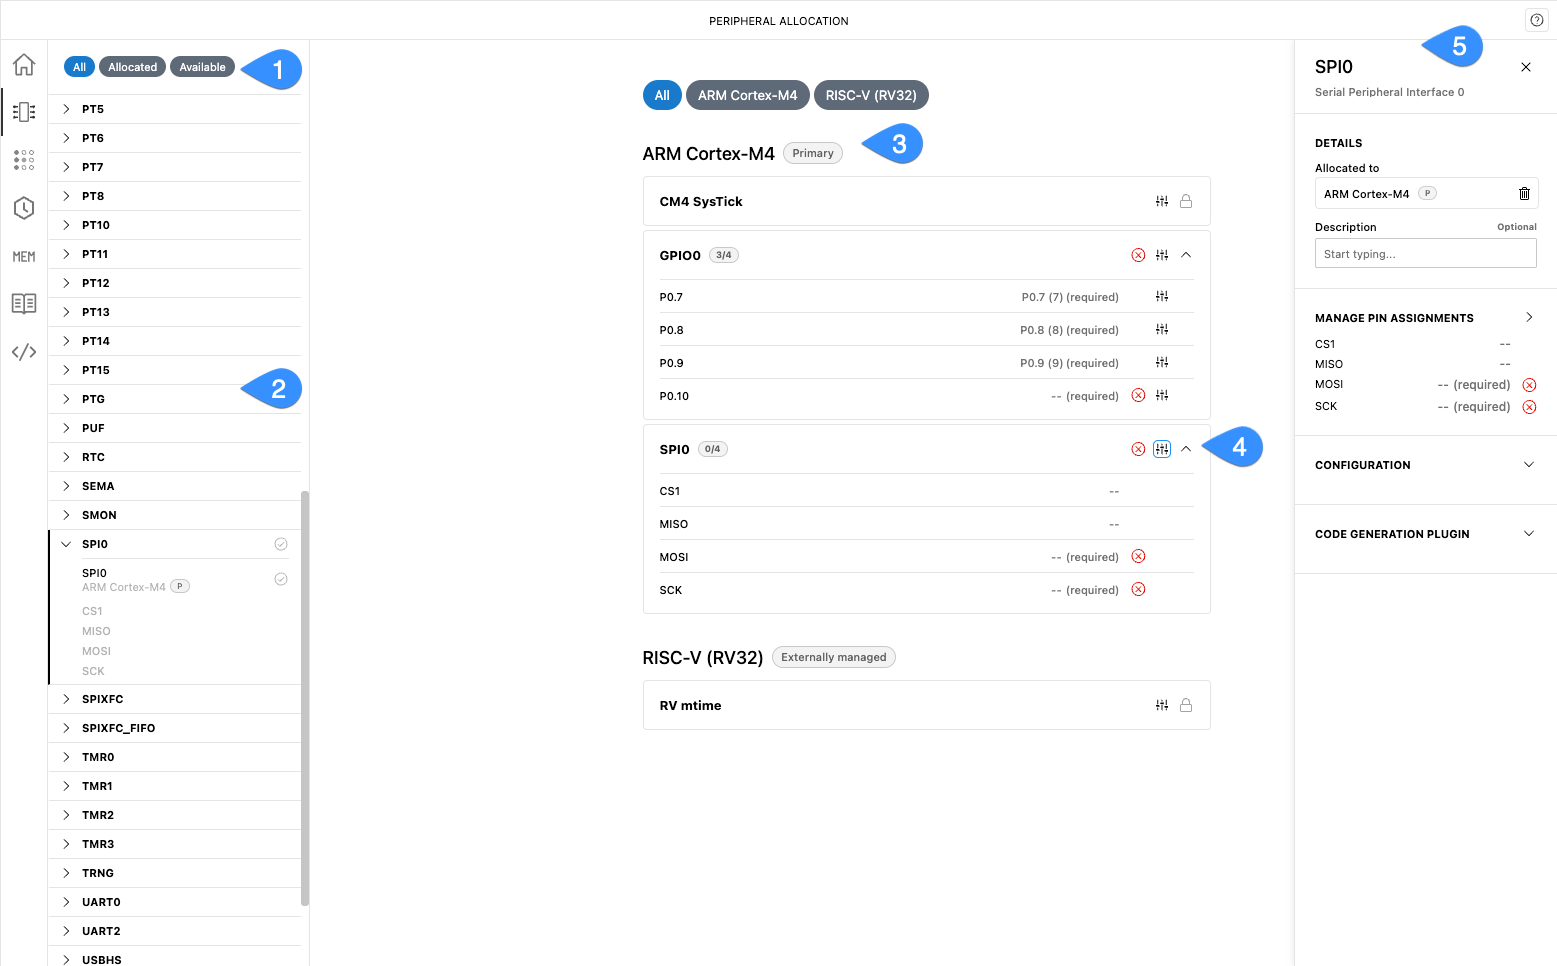 PERIPHERAL ALLOCATION
MEM
All Allocated Available
1
PT5
PT6
PT7
PT8
PT10
PT11
PT12
PT13
PT14
PT15
2
PTG
PUF
RTC
SEMA
SMON
SPI0
SPI0
ARM Cortex-M4 P
CS1
MISO
MOSI
SCK
SPIXFC
SPIXFC_FIFO
TMR0
TMR1
TMR2
TMR3
TRNG
UART0
UART2
USBHS
All ARM Cortex-M4 RISC-V (RV32)
ARM Cortex-M4 Primary
3
CM4 SysTick
GPIO0 3/4
P0.7 P0.7 (7) (required)
P0.8 P0.8 (8) (required)
P0.9 P0.9 (9) (required)
P0.10 -- (required)
SPI0 0/4
4
CS1 --
MISO --
MOSI -- (required)
SCK -- (required)
RISC-V (RV32) Externally managed
RV mtime
5
SPI0
Serial Peripheral Interface 0
DETAILS
Allocated to
ARM Cortex-M4 P
Description Optional
Start typing...
MANAGE PIN ASSIGNMENTS
CS1 --
MISO --
MOSI -- (required)
SCK -- (required)
CONFIGURATION
CODE GENERATION PLUGIN